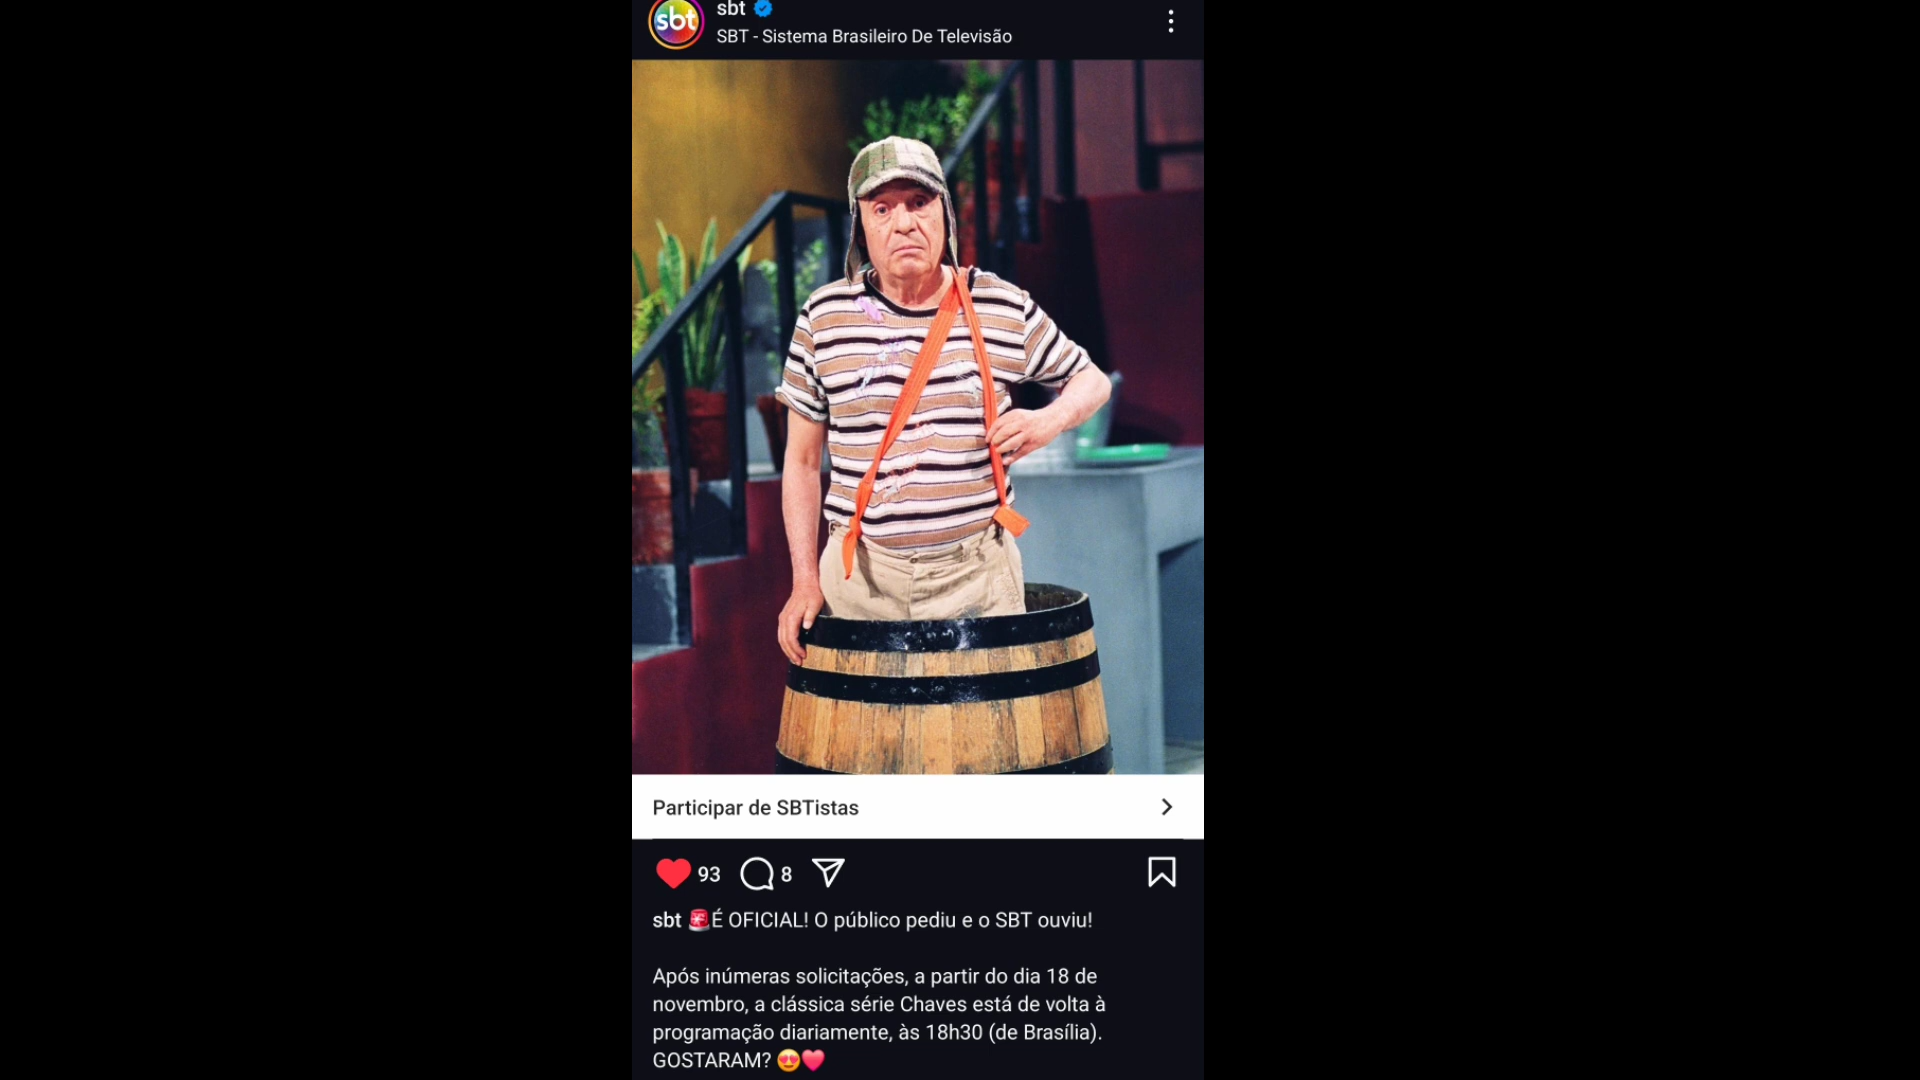 sbt
sbt
SBT - Sistema Brasileiro De Televisão
Participar de SBTistas
93 8
sbt 🚨É OFICIAL! O público pediu e o SBT ouviu!
Após inúmeras solicitações, a partir do dia 18 de
novembro, a clássica série Chaves está de volta à
programação diariamente, às 18h30 (de Brasília).
GOSTARAM? 😍❤️